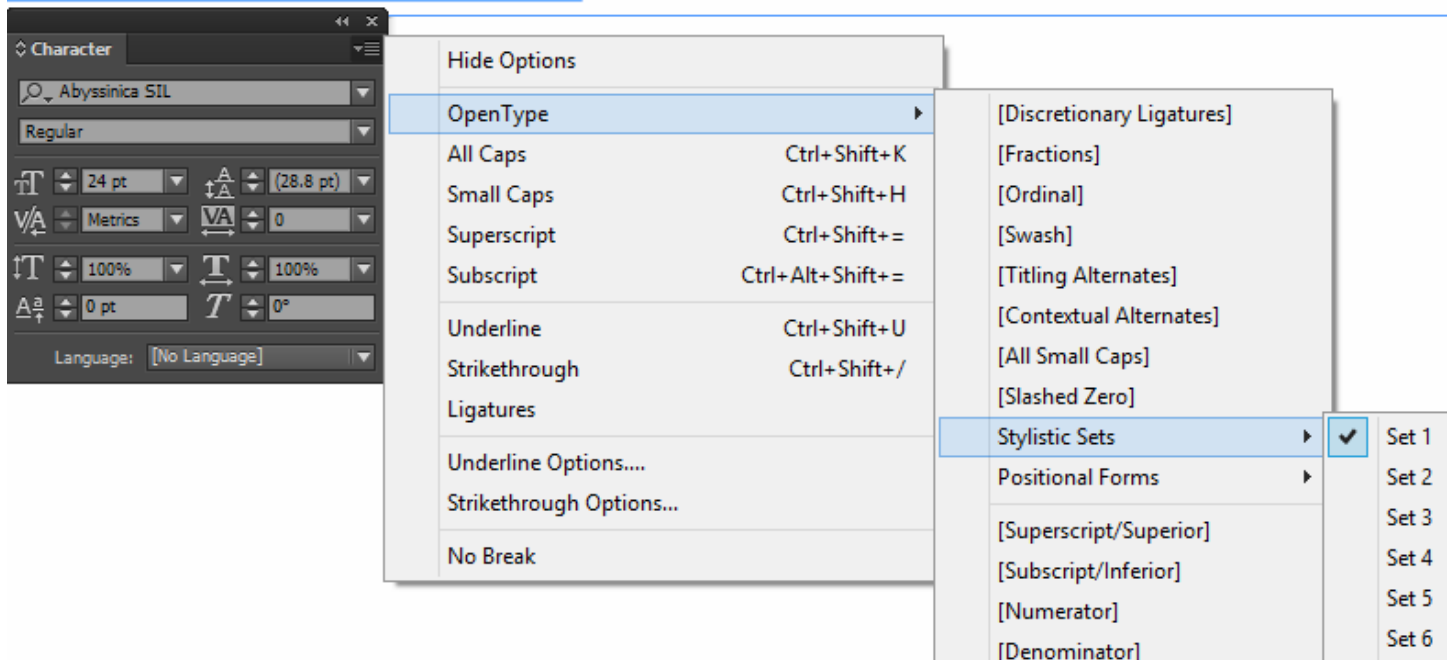 Character
Abyssinica SIL
Regular
24 pt
(28.8 pt)
Metrics
0
100%
100%
0 pt
0°
Language: [No Language]
Hide Options
OpenType
All Caps Ctrl+Shift+K
Small Caps Ctrl+Shift+H
Superscript Ctrl+Shift+=
Subscript Ctrl+Alt+Shift+=
Underline Ctrl+Shift+U
Strikethrough Ctrl+Shift+/
Ligatures
Underline Options....
Strikethrough Options...
No Break
[Discretionary Ligatures]
[Fractions]
[Ordinal]
[Swash]
[Titling Alternates]
[Contextual Alternates]
[All Small Caps]
[Slashed Zero]
Stylistic Sets
Positional Forms
[Superscript/Superior]
[Subscript/Inferior]
[Numerator]
[Denominator]
Set 1
Set 2
Set 3
Set 4
Set 5
Set 6